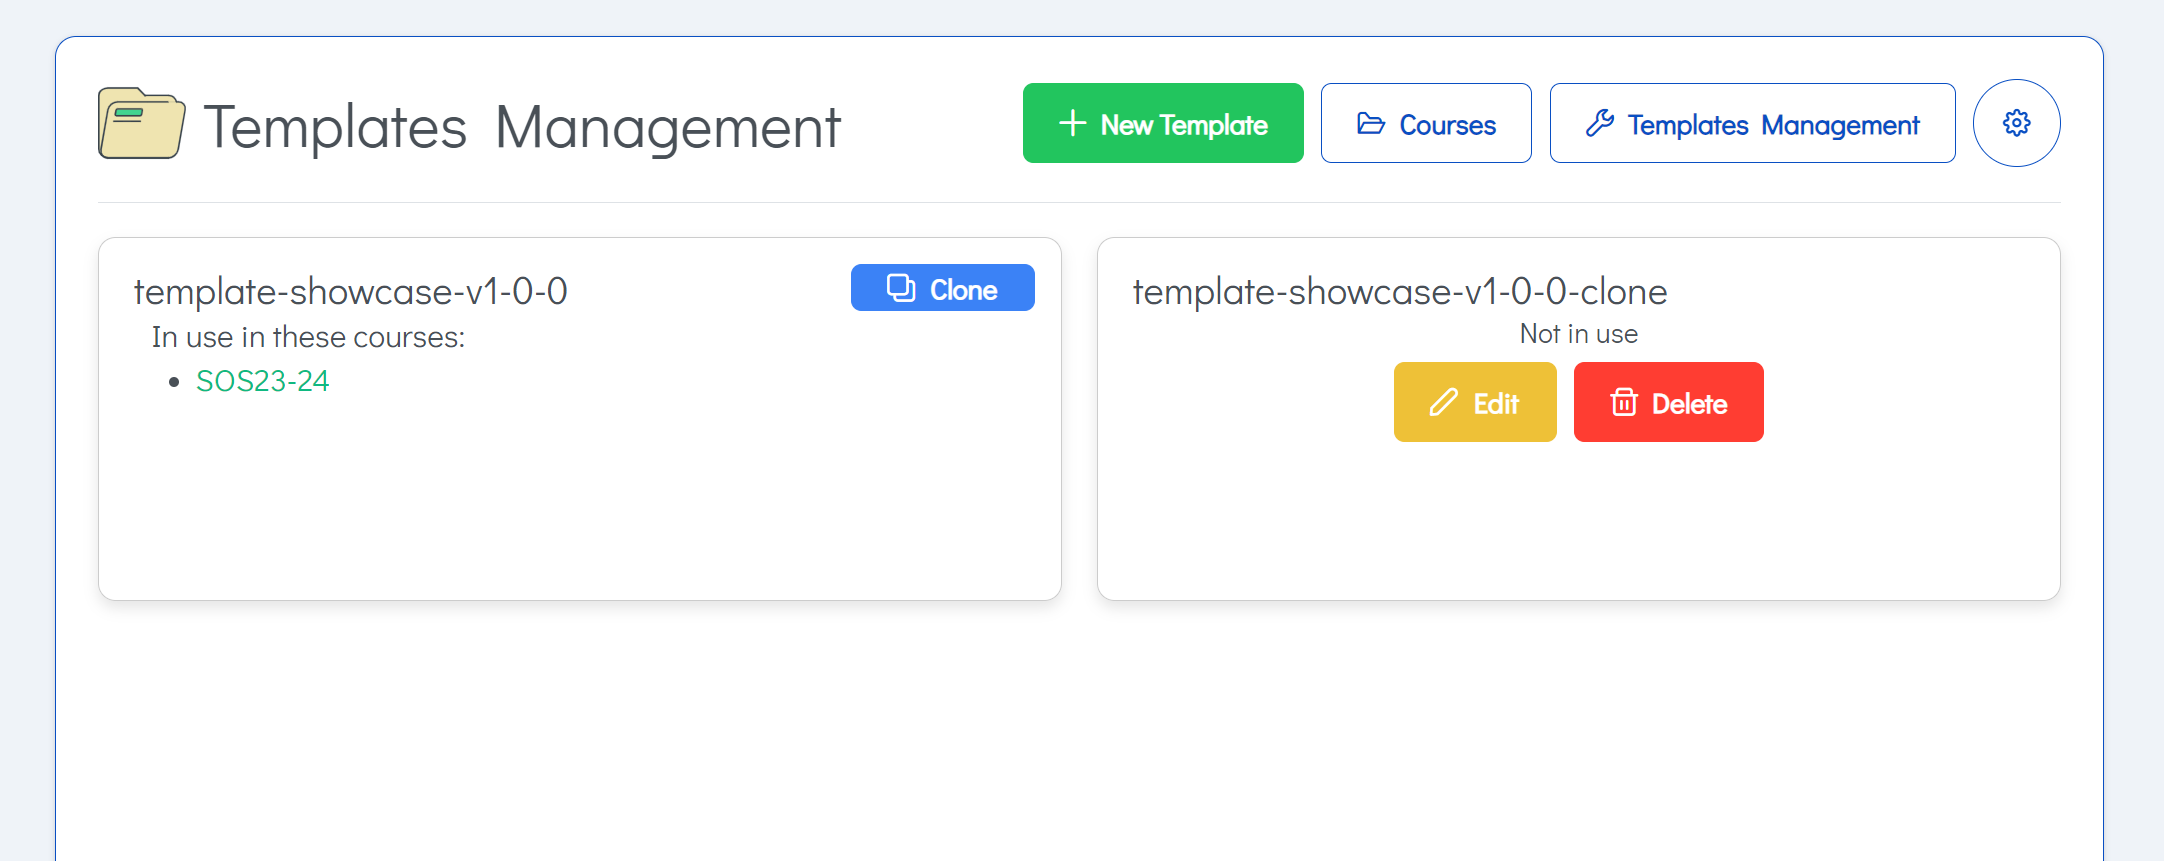 Templates Management
New Template
Courses
Templates Management
template-showcase-v1-0-0
Clone
In use in these courses:
SOS23-24
template-showcase-v1-0-0-clone
Not in use
Edit
Delete